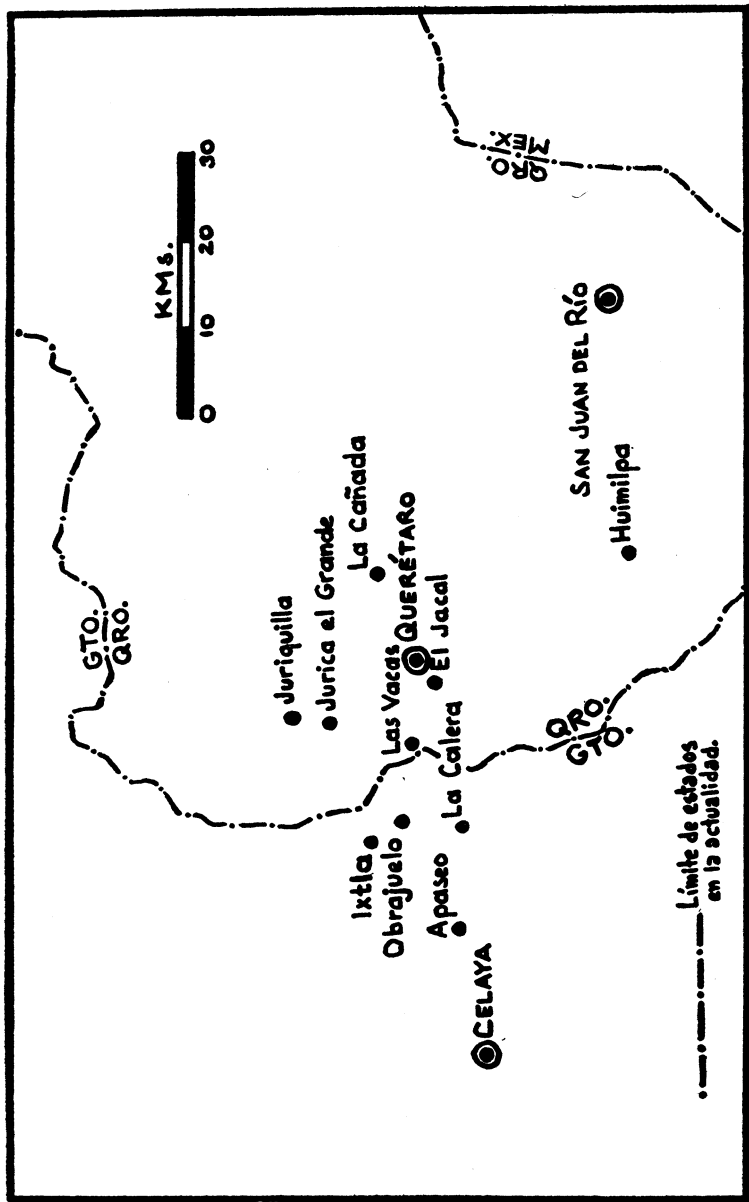 GTO.
QRO.
KMs.
0 10 20 30
Juriquilla
Jurica el Grande
La Cañada
Ixtla
Obrajuelo
Las Vacas
QUERÉTARO
El Jacal
Apaseo
La Calera
CELAYA
MEX.
QRO.
QRO.
GTO.
SAN JUAN DEL Río
Huimilpa
Límite de estados
en la actualidad.